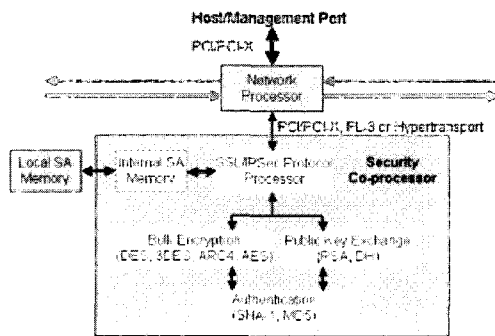 Host/Management Port
PCI/PCI-X
Network
Processor
PCI/PCI-X, FL-3 or Hypertransport
Local SA
Memory
Internal SA
Memory
SSL/IPSec Protocol
Processor
Security
Co-processor
Bulk Encryption
(DES, 3DES, ARC4, AES)
Public Key Exchange
(RSA, DH)
Authentication
(SHA-1, MD5)